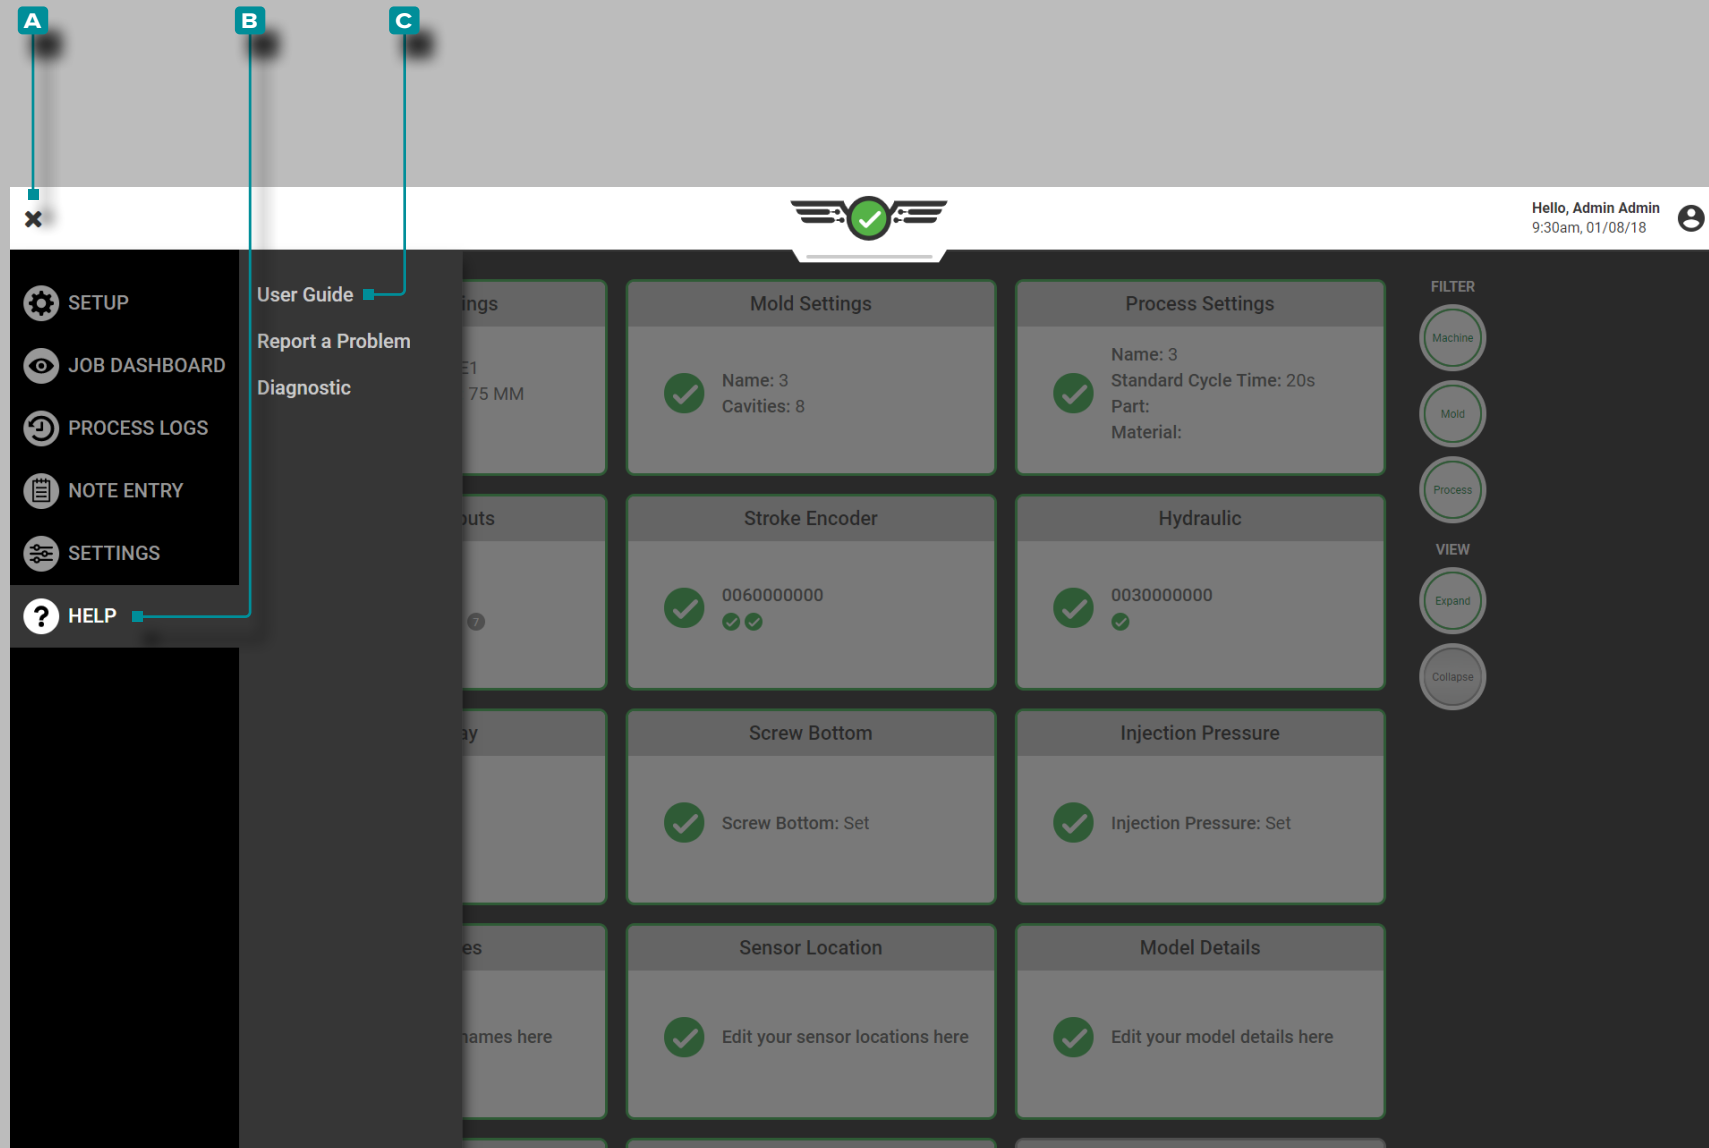 A
B
C
Hello, Admin Admin
9:30am, 01/08/18
SETUP
JOB DASHBOARD
PROCESS LOGS
NOTE ENTRY
SETTINGS
? HELP
User Guide
Report a Problem
Diagnostic
ings
E1
75 MM
Mold Settings
Name: 3
Cavities: 8
Process Settings
Name: 3
Standard Cycle Time: 20s
Part:
Material:
puts
7
Stroke Encoder
0060000000
Hydraulic
0030000000
ay
Screw Bottom
Screw Bottom: Set
Injection Pressure
Injection Pressure: Set
es
names here
Sensor Location
Edit your sensor locations here
Model Details
Edit your model details here
FILTER
Machine
Mold
Process
VIEW
Expand
Collapse